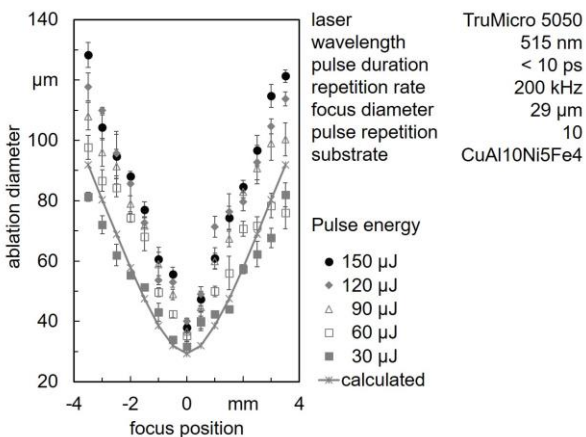 140
µm
100
80
60
40
20
ablation diameter
-4 -2 0 mm 4
focus position
laser TruMicro 5050
wavelength 515 nm
pulse duration < 10 ps
repetition rate 200 kHz
focus diameter 29 µm
pulse repetition 10
substrate CuAl10Ni5Fe4
Pulse energy
150 µJ
120 µJ
90 µJ
60 µJ
30 µJ
calculated